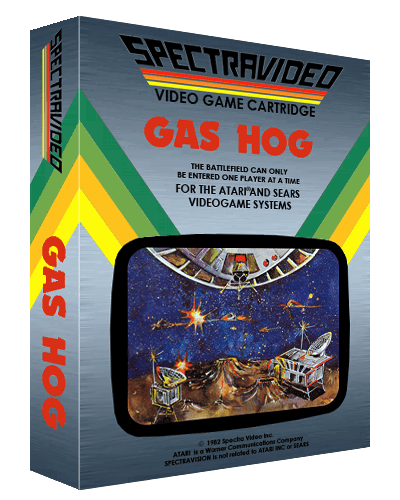 SPECTRAVIDEO
VIDEO GAME CARTRIDGE
GAS HOG
THE BATTLEFIELD CAN ONLY
BE ENTERED ONE PLAYER AT A TIME
FOR THE ATARI® AND SEARS
VIDEOGAME SYSTEMS
© 1982 Spectra Video Inc.
ATARI is a Warner Communications Company
SPECTRAVISION is not related to ATARI INC or SEARS
SPECTRAVIDEO
GAS HOG